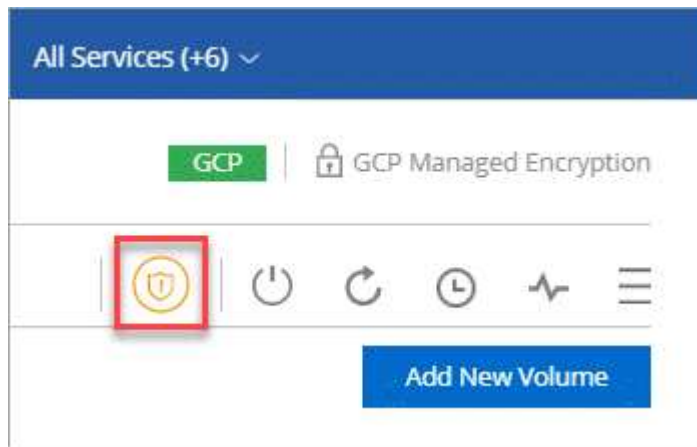 All Services (+6)
GCP
GCP Managed Encryption
Add New Volume